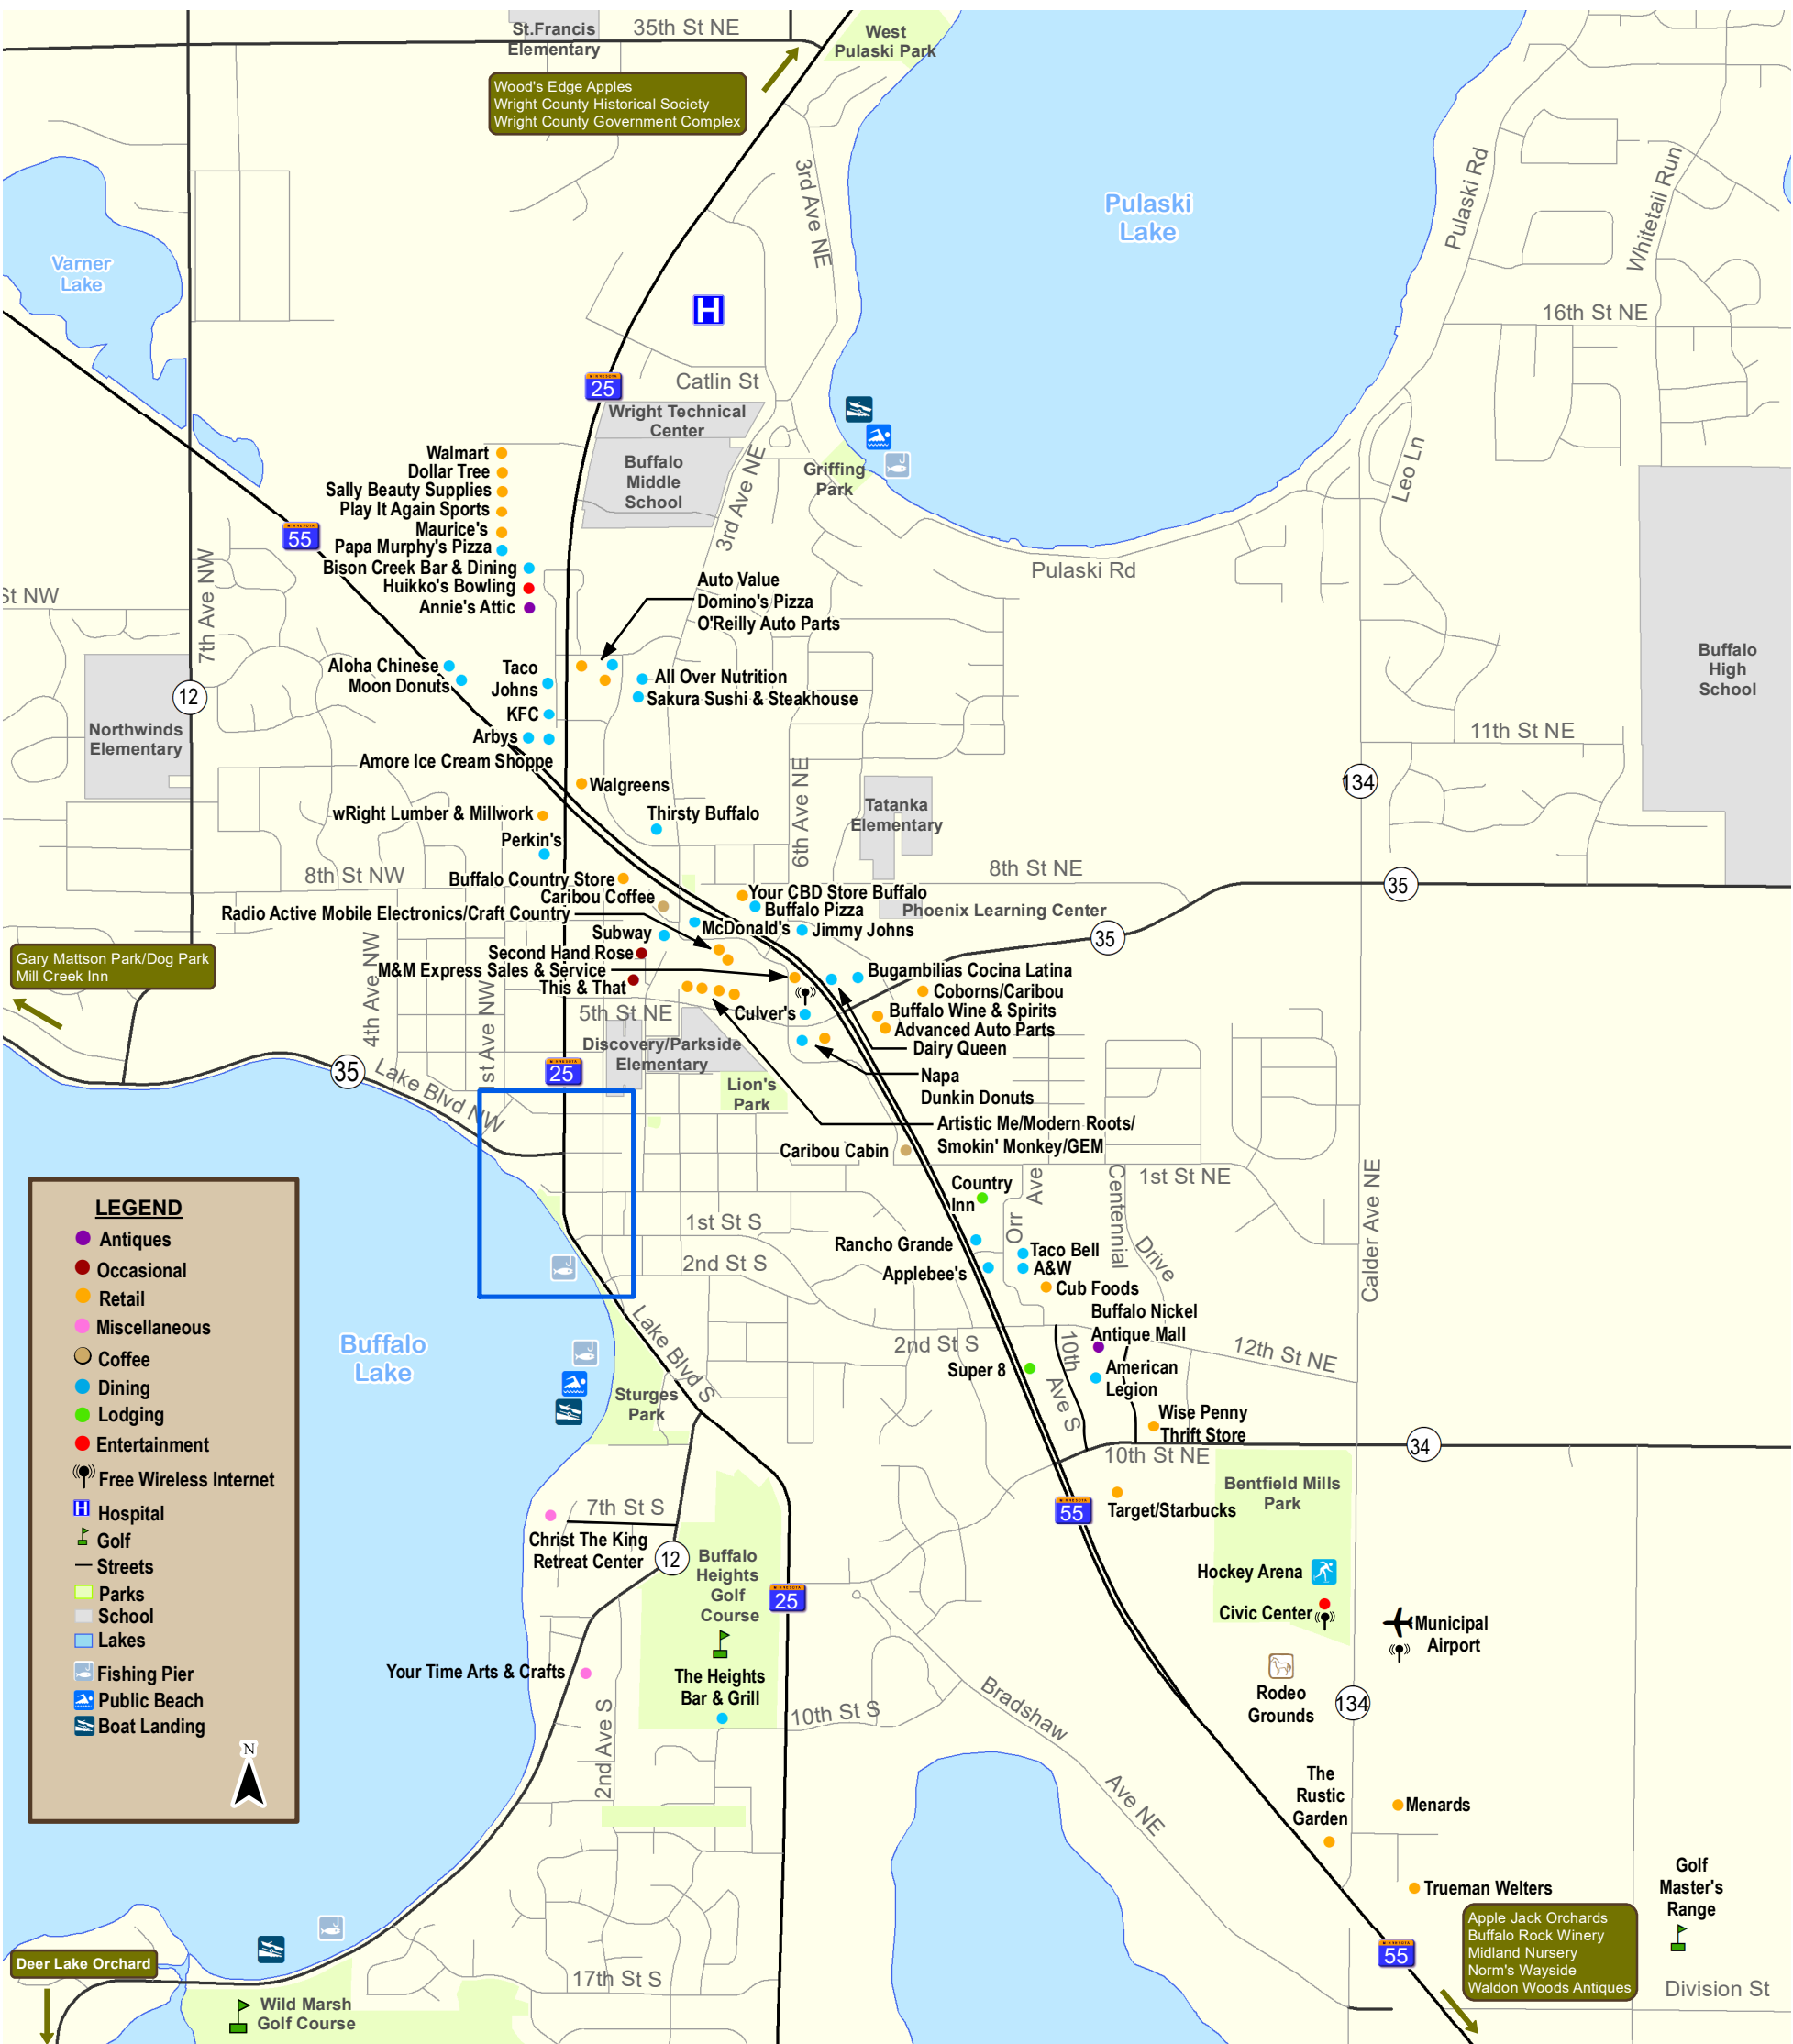 St.Francis
Elementary
35th St NE
West
Pulaski Park
Wood's Edge Apples
Wright County Historical Society
Wright County Government Complex
3rd Ave NE
Pulaski
Lake
Pulaski Rd
Whitetail Run
Varner
Lake
16th St NE
H
MINNESOTA
25
Catlin St
Wright Technical
Center
Buffalo
Middle
School
3rd Ave NE
Griffing
Park
Leo Ln
Walmart
Dollar Tree
Sally Beauty Supplies
Play It Again Sports
Maurice's
Papa Murphy's Pizza
Bison Creek Bar & Dining
Huikko's Bowling
Annie's Attic
MINNESOTA
55
7th Ave NW
St NW
Pulaski Rd
Auto Value
Domino's Pizza
O'Reilly Auto Parts
Aloha Chinese
Moon Donuts
Taco
Johns
KFC
Arbys
Amore Ice Cream Shoppe
All Over Nutrition
Sakura Sushi & Steakhouse
Buffalo
High
School
12
Northwinds
Elementary
11th St NE
134
Walgreens
wRight Lumber & Millwork
Thirsty Buffalo
Perkin's
6th Ave NE
Tatanka
Elementary
8th St NW
8th St NE
35
Buffalo Country Store
Caribou Coffee
Radio Active Mobile Electronics/Craft Country
Your CBD Store Buffalo
Buffalo Pizza
Phoenix Learning Center
McDonald's
Jimmy Johns
35
Subway
Second Hand Rose
M&M Express Sales & Service
This & That
Bugambilias Cocina Latina
Coborns/Caribou
Buffalo Wine & Spirits
Advanced Auto Parts
Dairy Queen
Culver's
5th St NE
Gary Mattson Park/Dog Park
Mill Creek Inn
4th Ave NW
1st Ave NW
Discovery/Parkside
Elementary
Napa
Dunkin Donuts
Lion's
Park
MINNESOTA
25
35
Lake Blvd NW
Artistic Me/Modern Roots/
Smokin' Monkey/GEM
Caribou Cabin
1st St NE
Country
Inn
Orr
Ave
Centennial
Drive
Calder Ave NE
1st St S
2nd St S
Rancho Grande
Applebee's
Taco Bell
A&W
Cub Foods
Buffalo Nickel
Antique Mall
12th St NE
2nd St S
10th
Ave S
Super 8
American
Legion
Wise Penny
Thrift Store
10th St NE
34
Buffalo
Lake
Lake Blvd S
Sturges
Park
LEGEND
Antiques
Occasional
Retail
Miscellaneous
Coffee
Dining
Lodging
Entertainment
Free Wireless Internet
H
Hospital
Golf
Streets
Parks
School
Lakes
Fishing Pier
Public Beach
Boat Landing
N
7th St S
Christ The King
Retreat Center
12
Buffalo
Heights
Golf
Course
MINNESOTA
25
MINNESOTA
55
Target/Starbucks
Bentfield Mills
Park
Hockey Arena
Civic Center
Municipal
Airport
Your Time Arts & Crafts
The Heights
Bar & Grill
2nd Ave S
10th St S
Bradshaw
Ave NE
Rodeo
Grounds
134
The
Rustic
Garden
Menards
Trueman Welters
Golf
Master's
Range
MINNESOTA
55
Apple Jack Orchards
Buffalo Rock Winery
Midland Nursery
Norm's Wayside
Waldon Woods Antiques
Division St
Deer Lake Orchard
Wild Marsh
Golf Course
17th St S